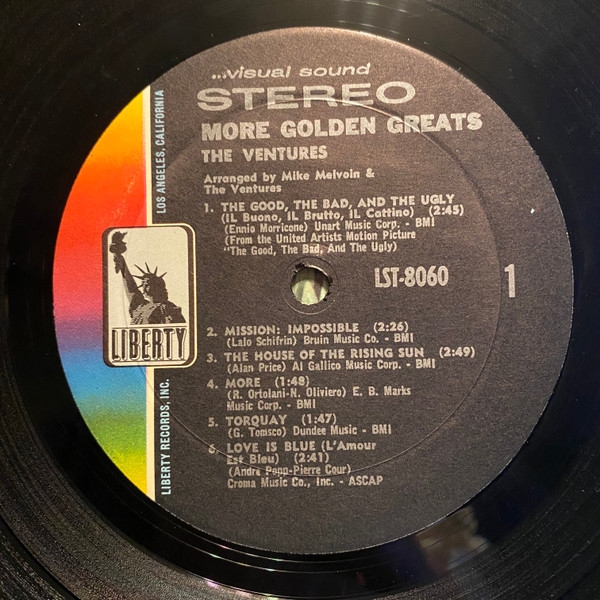 ...visual sound
STEREO
MORE GOLDEN GREATS
THE VENTURES
Arranged by Mike Melvoin &
The Ventures
1. THE GOOD, THE BAD, AND THE UGLY
(IL Buono, IL Brutto, IL Cattino) (2:45)
(Ennio Morricone) Unart Music Corp. - BMI
(From the United Artists Motion Picture
"The Good, The Bad, And The Ugly)
LST-8060
1
2. MISSION: IMPOSSIBLE (2:26)
(Lalo Schifrin) Bruin Music Co. - BMI
3. THE HOUSE OF THE RISING SUN (2:49)
(Alan Price) Al Gallico Music Corp. - BMI
4. MORE (1:48)
(R. Ortolani-N. Oliviero) E. B. Marks
Music Corp. - BMI
5. TORQUAY (1:47)
(G. Tomsco) Dundee Music - BMI
6 LOVE IS BLUE (L'Amour
Est Bleu) (2:41)
(Andre Popp-Pierre Cour)
Croma Music Co., Inc. - ASCAP
LIBERTY
LIBERTY RECORDS, INC.
LOS ANGELES, CALIFORNIA